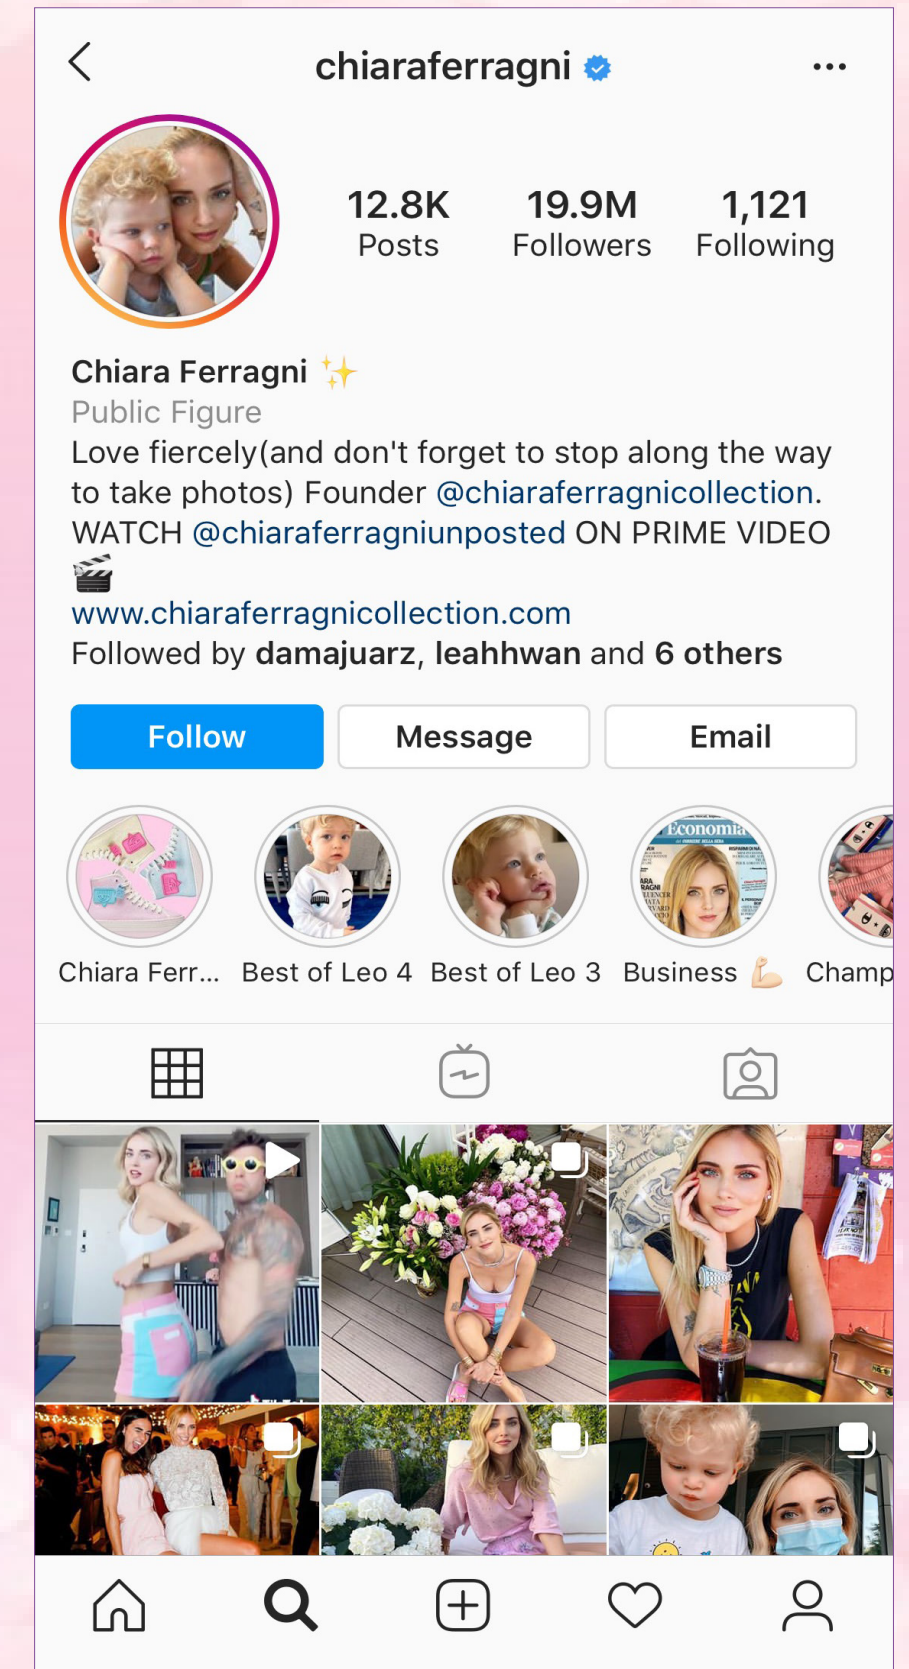 chiaraferragni
12.8K 19.9M 1,121
Posts Followers Following
Chiara Ferragni ✨
Public Figure
Love fiercely(and don't forget to stop along the way
to take photos) Founder @chiaraferragnicollection.
WATCH @chiaraferragniunposted ON PRIME VIDEO
🎬
www.chiaraferragnicollection.com
Followed by damajuarz, leahhwan and 6 others
Follow Message Email
Economia
Chiara Ferr... Best of Leo 4 Best of Leo 3 Business 💪🏻 Champ